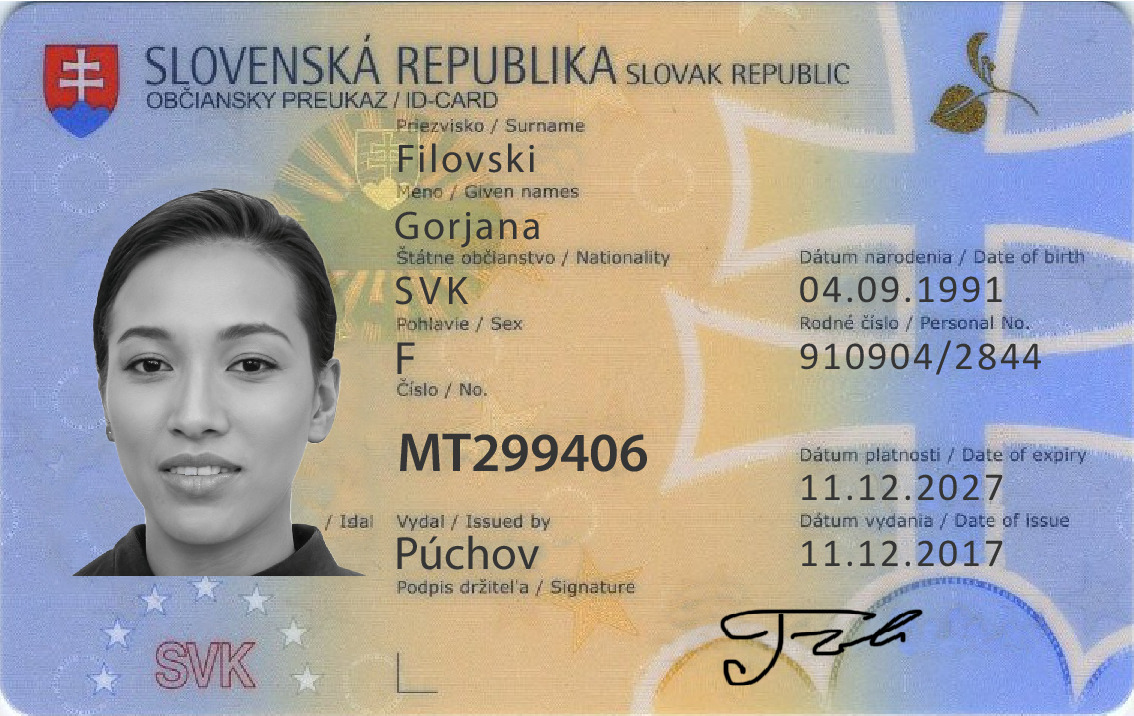 SLOVENSKÁ REPUBLIKA SLOVAK REPUBLIC
OBČIANSKY PREUKAZ / ID-CARD
Priezvisko / Surname
Filovski
Meno / Given names
Gorjana
Štátne občianstvo / Nationality
SVK
Dátum narodenia / Date of birth
04.09.1991
Pohlavie / Sex
F
Rodné číslo / Personal No.
910904/2844
Číslo / No.
MT299406
Dátum platnosti / Date of expiry
11.12.2027
/ Isdal Vydal / Issued by
Púchov
Dátum vydania / Date of issue
11.12.2017
Podpis držiteľa / Signature
SVK